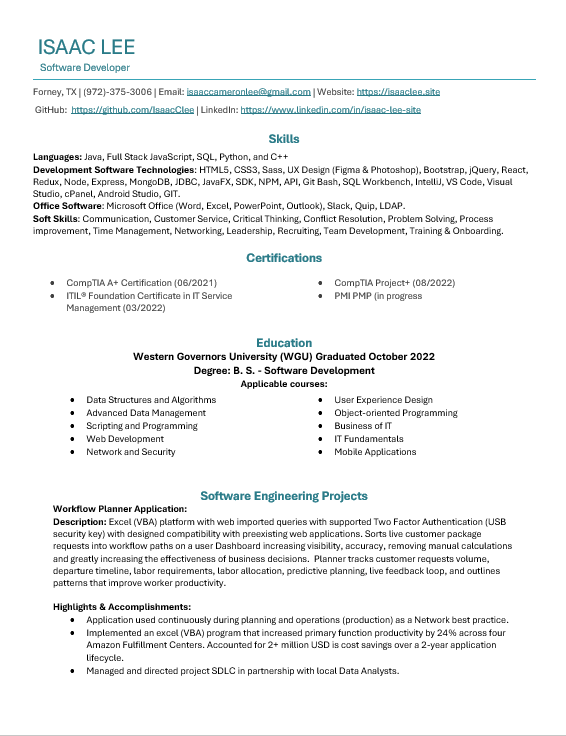 ISAAC LEE
Software Developer
Forney, TX | (972)-375-3006 | Email: isaaccameronlee@gmail.com | Website: https://isaaclee.site
GitHub: https://github.com/IsaacClee | LinkedIn: https://www.linkedin.com/in/isaac-lee-site
Skills
Languages: Java, Full Stack JavaScript, SQL, Python, and C++
Development Software Technologies: HTML5, CSS3, Sass, UX Design (Figma & Photoshop), Bootstrap, jQuery, React,
Redux, Node, Express, MongoDB, JDBC, JavaFX, SDK, NPM, API, Git Bash, SQL Workbench, IntelliJ, VS Code, Visual
Studio, cPanel, Android Studio, GIT.
Office Software: Microsoft Office (Word, Excel, PowerPoint, Outlook), Slack, Quip, LDAP.
Soft Skills: Communication, Customer Service, Critical Thinking, Conflict Resolution, Problem Solving, Process
improvement, Time Management, Networking, Leadership, Recruiting, Team Development, Training & Onboarding.
Certifications
• CompTIA A+ Certification (06/2021)
• ITIL® Foundation Certificate in IT Service
Management (03/2022)
• CompTIA Project+ (08/2022)
• PMI PMP (in progress
Education
Western Governors University (WGU) Graduated October 2022
Degree: B. S. - Software Development
Applicable courses:
• Data Structures and Algorithms
• Advanced Data Management
• Scripting and Programming
• Web Development
• Network and Security
• User Experience Design
• Object-oriented Programming
• Business of IT
• IT Fundamentals
• Mobile Applications
Software Engineering Projects
Workflow Planner Application:
Description: Excel (VBA) platform with web imported queries with supported Two Factor Authentication (USB
security key) with designed compatibility with preexisting web applications. Sorts live customer package
requests into workflow paths on a user Dashboard increasing visibility, accuracy, removing manual calculations
and greatly increasing the effectiveness of business decisions. Planner tracks customer requests volume,
departure timeline, labor requirements, labor allocation, predictive planning, live feedback loop, and outlines
patterns that improve worker productivity.
Highlights & Accomplishments:
• Application used continuously during planning and operations (production) as a Network best practice.
• Implemented an excel (VBA) program that increased primary function productivity by 24% across four
Amazon Fulfillment Centers. Accounted for 2+ million USD is cost savings over a 2-year application
lifecycle.
• Managed and directed project SDLC in partnership with local Data Analysts.